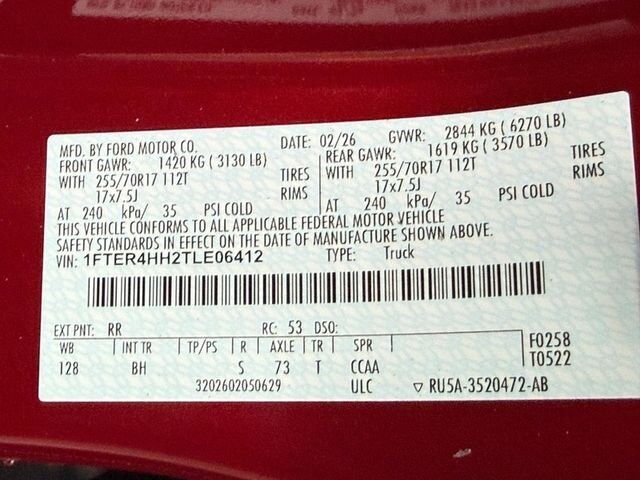 MFD. BY FORD MOTOR CO. DATE: 02/26 GVWR: 2844 KG ( 6270 LB)
FRONT GAWR: 1420 KG ( 3130 LB) REAR GAWR: 1619 KG ( 3570 LB)
WITH 255/70R17 112T TIRES WITH 255/70R17 112T TIRES
17x7.5J RIMS 17x7.5J RIMS
AT 240 kPa/ 35 PSI COLD AT 240 kPa/ 35 PSI COLD
THIS VEHICLE CONFORMS TO ALL APPLICABLE FEDERAL MOTOR VEHICLE
SAFETY STANDARDS IN EFFECT ON THE DATE OF MANUFACTURE SHOWN ABOVE.
VIN: 1FTER4HH2TLE06412 TYPE: Truck
EXT PNT: RR RC: 53 DSO: F0258
WB | INT TR | TP/PS | R | AXLE | TR | SPR T0522
128 BH S 73 T CCAA
3202602050629 ULC ▽ RU5A-3520472-AB